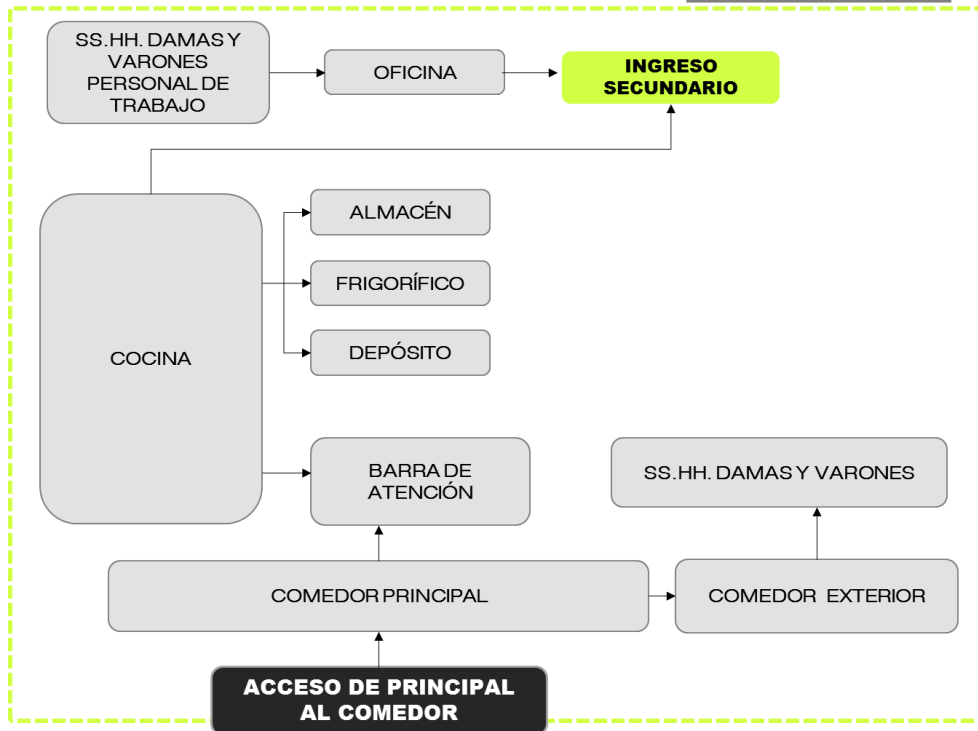 SS.HH. DAMAS Y
VARONES
PERSONAL DE
TRABAJO
OFICINA
INGRESO
SECUNDARIO
ALMACÉN
FRIGORÍFICO
DEPÓSITO
COCINA
BARRA DE
ATENCIÓN
SS.HH. DAMAS Y VARONES
COMEDOR PRINCIPAL
COMEDOR EXTERIOR
ACCESO DE PRINCIPAL
AL COMEDOR